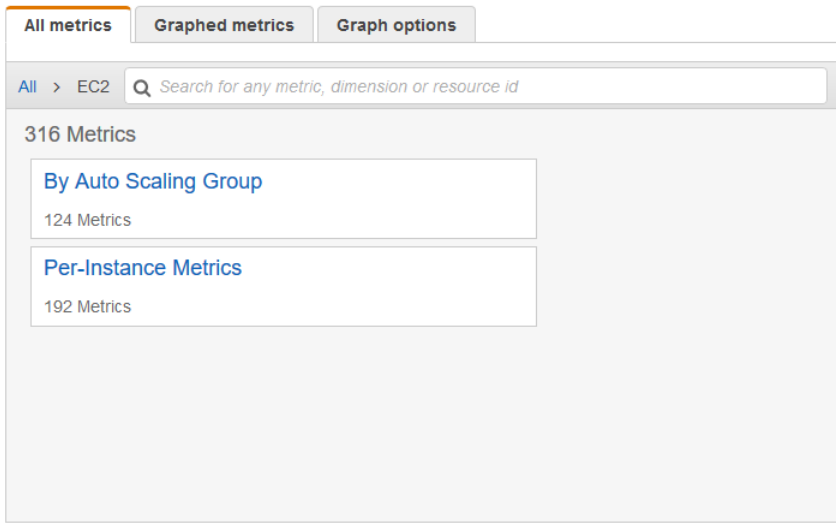 All metrics Graphed metrics Graph options
All > EC2 Search for any metric, dimension or resource id
316 Metrics
By Auto Scaling Group
124 Metrics
Per-Instance Metrics
192 Metrics